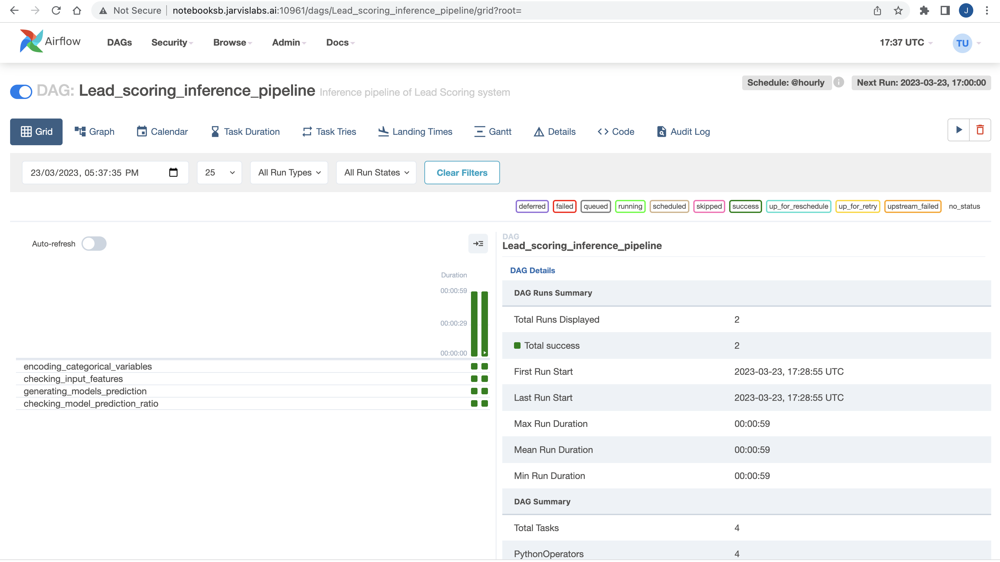 Not Secure notebooksb.jarvislabs.ai:10961/dags/Lead_scoring_inference_pipeline/grid?root=
J
Airflow DAGs Security Browse Admin Docs 17:37 UTC TU
DAG: Lead_scoring_inference_pipeline Inference pipeline of Lead Scoring system
Schedule: @hourly i Next Run: 2023-03-23, 17:00:00
Grid Graph Calendar Task Duration Task Tries Landing Times Gantt Details Code Audit Log
23/03/2023, 05:37:35 PM 25 All Run Types All Run States Clear Filters
deferred failed queued running scheduled skipped success up_for_reschedule up_for_retry upstream_failed no_status
Auto-refresh
Duration
00:00:59
00:00:29
00:00:00
encoding_categorical_variables
checking_input_features
generating_models_prediction
checking_model_prediction_ratio
DAG
Lead_scoring_inference_pipeline
DAG Details
DAG Runs Summary
Total Runs Displayed 2
Total success 2
First Run Start 2023-03-23, 17:28:55 UTC
Last Run Start 2023-03-23, 17:28:55 UTC
Max Run Duration 00:00:59
Mean Run Duration 00:00:59
Min Run Duration 00:00:59
DAG Summary
Total Tasks 4
PythonOperators 4